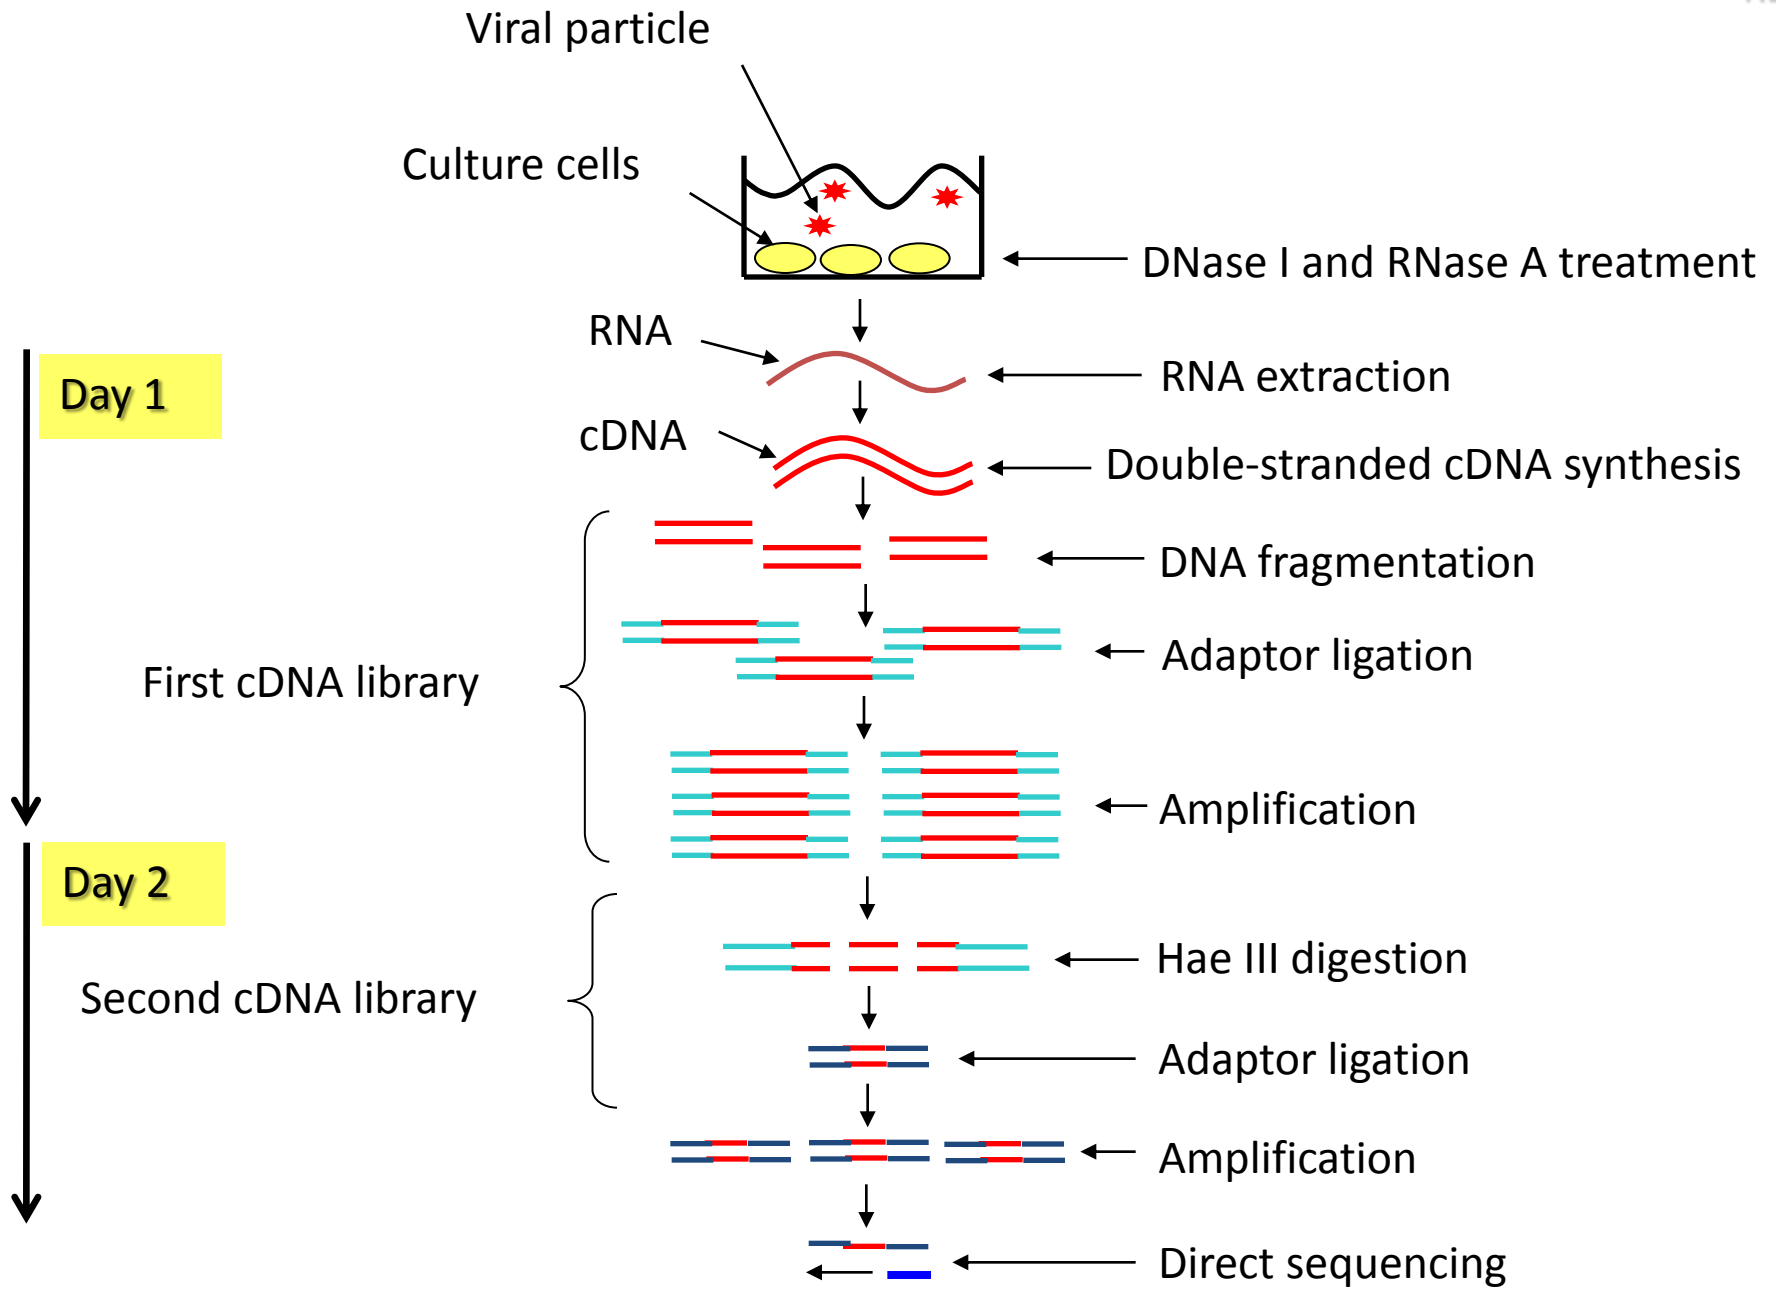 Viral particle
Culture cells
DNase I and RNase A treatment
RNA
RNA extraction
Day 1
cDNA
Double-stranded cDNA synthesis
DNA fragmentation
Adaptor ligation
First cDNA library
Amplification
Day 2
Hae III digestion
Second cDNA library
Adaptor ligation
Amplification
Direct sequencing